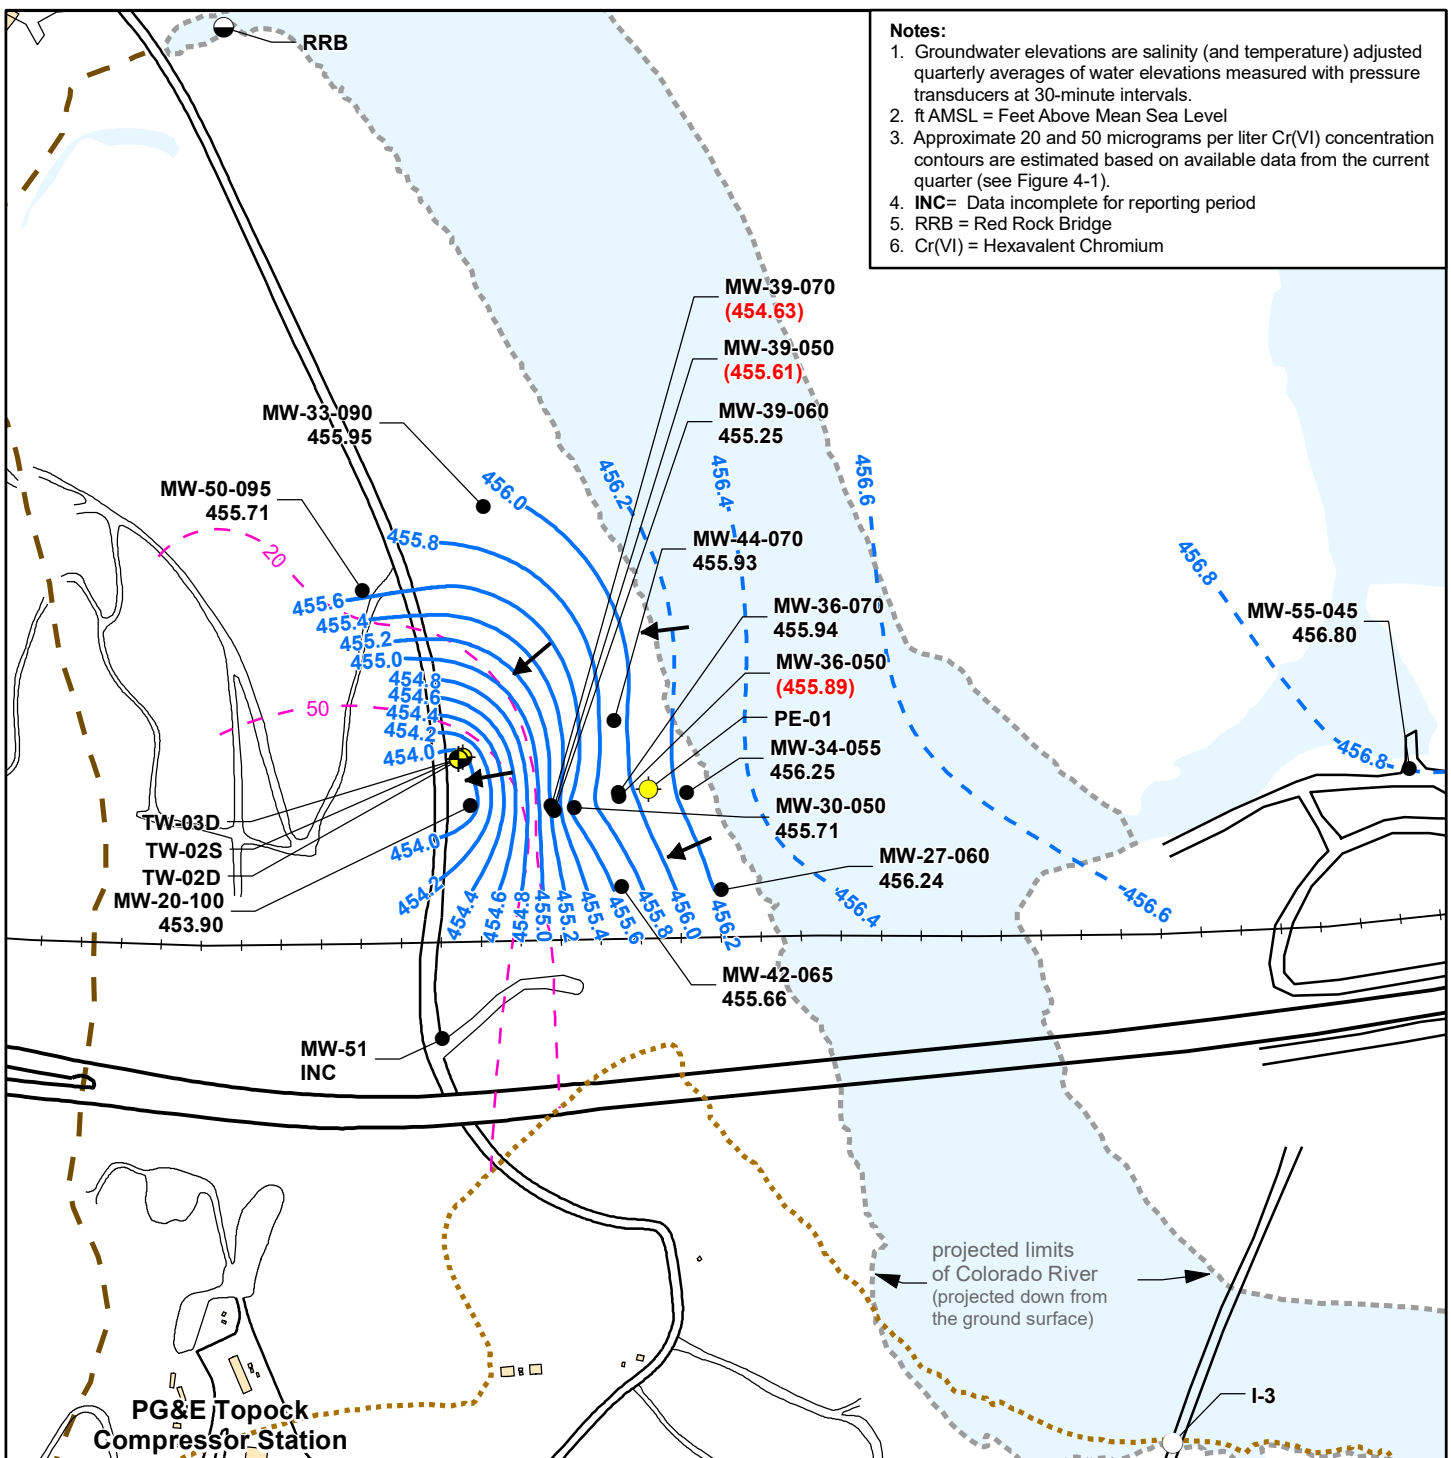 RRB
Notes:
1. Groundwater elevations are salinity (and temperature) adjusted
quarterly averages of water elevations measured with pressure
transducers at 30-minute intervals.
2. ft AMSL = Feet Above Mean Sea Level
3. Approximate 20 and 50 micrograms per liter Cr(VI) concentration
contours are estimated based on available data from the current
quarter (see Figure 4-1).
4. INC= Data incomplete for reporting period
5. RRB = Red Rock Bridge
6. Cr(VI) = Hexavalent Chromium
MW-39-070
(454.63)
MW-39-050
(455.61)
MW-39-060
455.25
MW-33-090
455.95
MW-50-095
455.71
456.0
456.2
456.4
456.6
456.8
455.8
MW-44-070
455.93
20
455.6
455.4
455.2
455.0
454.8
454.6
454.4
454.2
454.0
50
MW-36-070
455.94
MW-36-050
(455.89)
PE-01
MW-34-055
456.25
MW-30-050
455.71
MW-55-045
456.80
456.8
TW-03D
TW-02S
TW-02D
MW-20-100
453.90
MW-27-060
456.24
454.0
454.2
454.4
454.6
454.8
455.0
455.2
455.4
455.6
455.8
456.0
456.2
456.4
456.6
MW-42-065
455.66
MW-51
INC
projected limits
of Colorado River
(projected down from
the ground surface)
I-3
PG&E Topock
Compressor Station